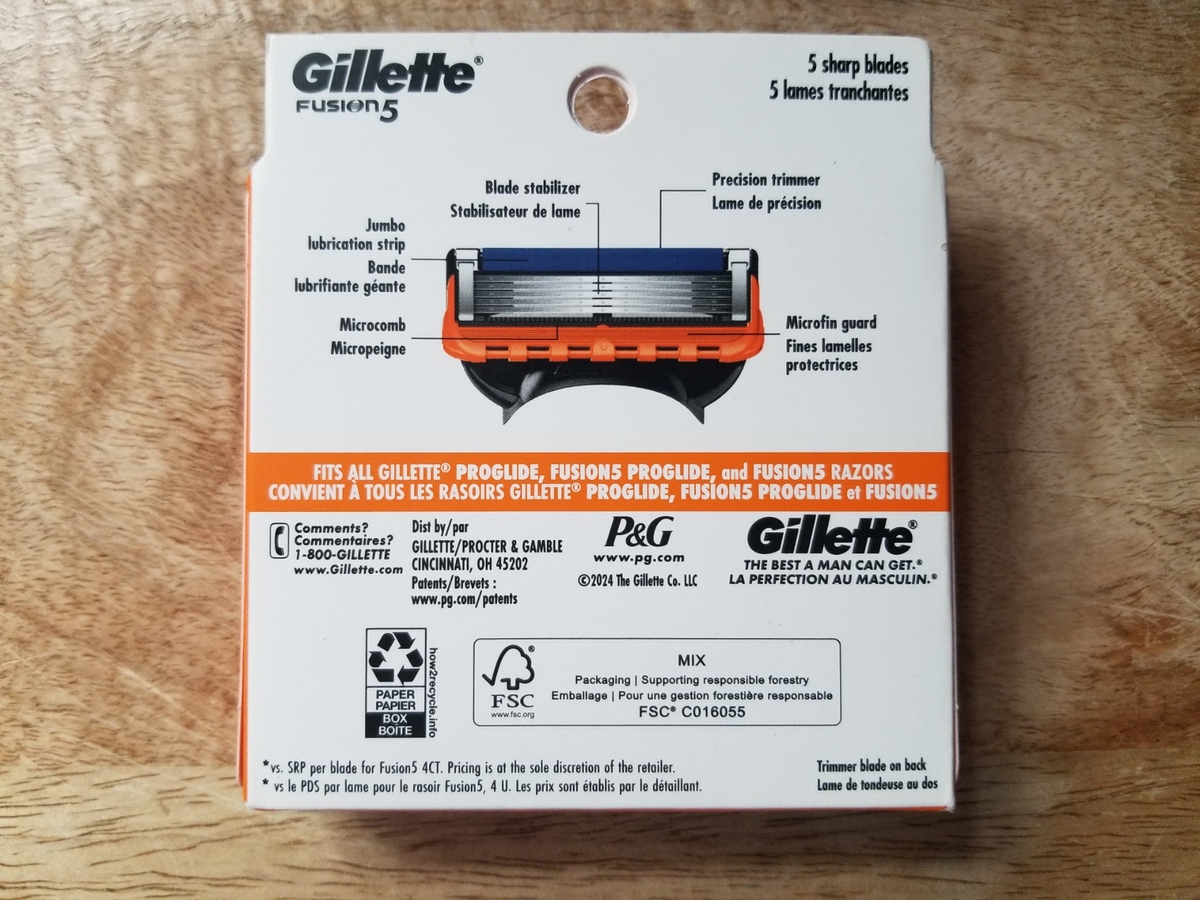 Gillette®
FUSION5
5 sharp blades
5 lames tranchantes
Blade stabilizer
Stabilisateur de lame
Precision trimmer
Lame de précision
Jumbo
lubrication strip
Bande
lubrifiante géante
Microcomb
Micropeigne
Microfin guard
Fines lamelles
protectrices
FITS ALL GILLETTE® PROGLIDE, FUSION5 PROGLIDE, and FUSION5 RAZORS
CONVIENT À TOUS LES RASOIRS GILLETTE® PROGLIDE, FUSION5 PROGLIDE et FUSION5
Comments?
Commentaires?
1-800-GILLETTE
www.Gillette.com
Dist by/par
GILLETTE/PROCTER & GAMBLE
CINCINNATI, OH 45202
Patents/Brevets :
www.pg.com/patents
P&G
www.pg.com
©2024 The Gillette Co. LLC
Gillette®
THE BEST A MAN CAN GET.®
LA PERFECTION AU MASCULIN.®
PAPER
PAPIER
BOX
BOÎTE
how2recycle.info
FSC®
www.fsc.org
MIX
Packaging | Supporting responsible forestry
Emballage | Pour une gestion forestière responsable
FSC® C016055
*vs. SRP per blade for Fusion5 4CT. Pricing is at the sole discretion of the retailer.
* vs le PDS par lame pour le rasoir Fusion5, 4 U. Les prix sont établis par le détaillant.
Trimmer blade on back
Lame de tondeuse au dos